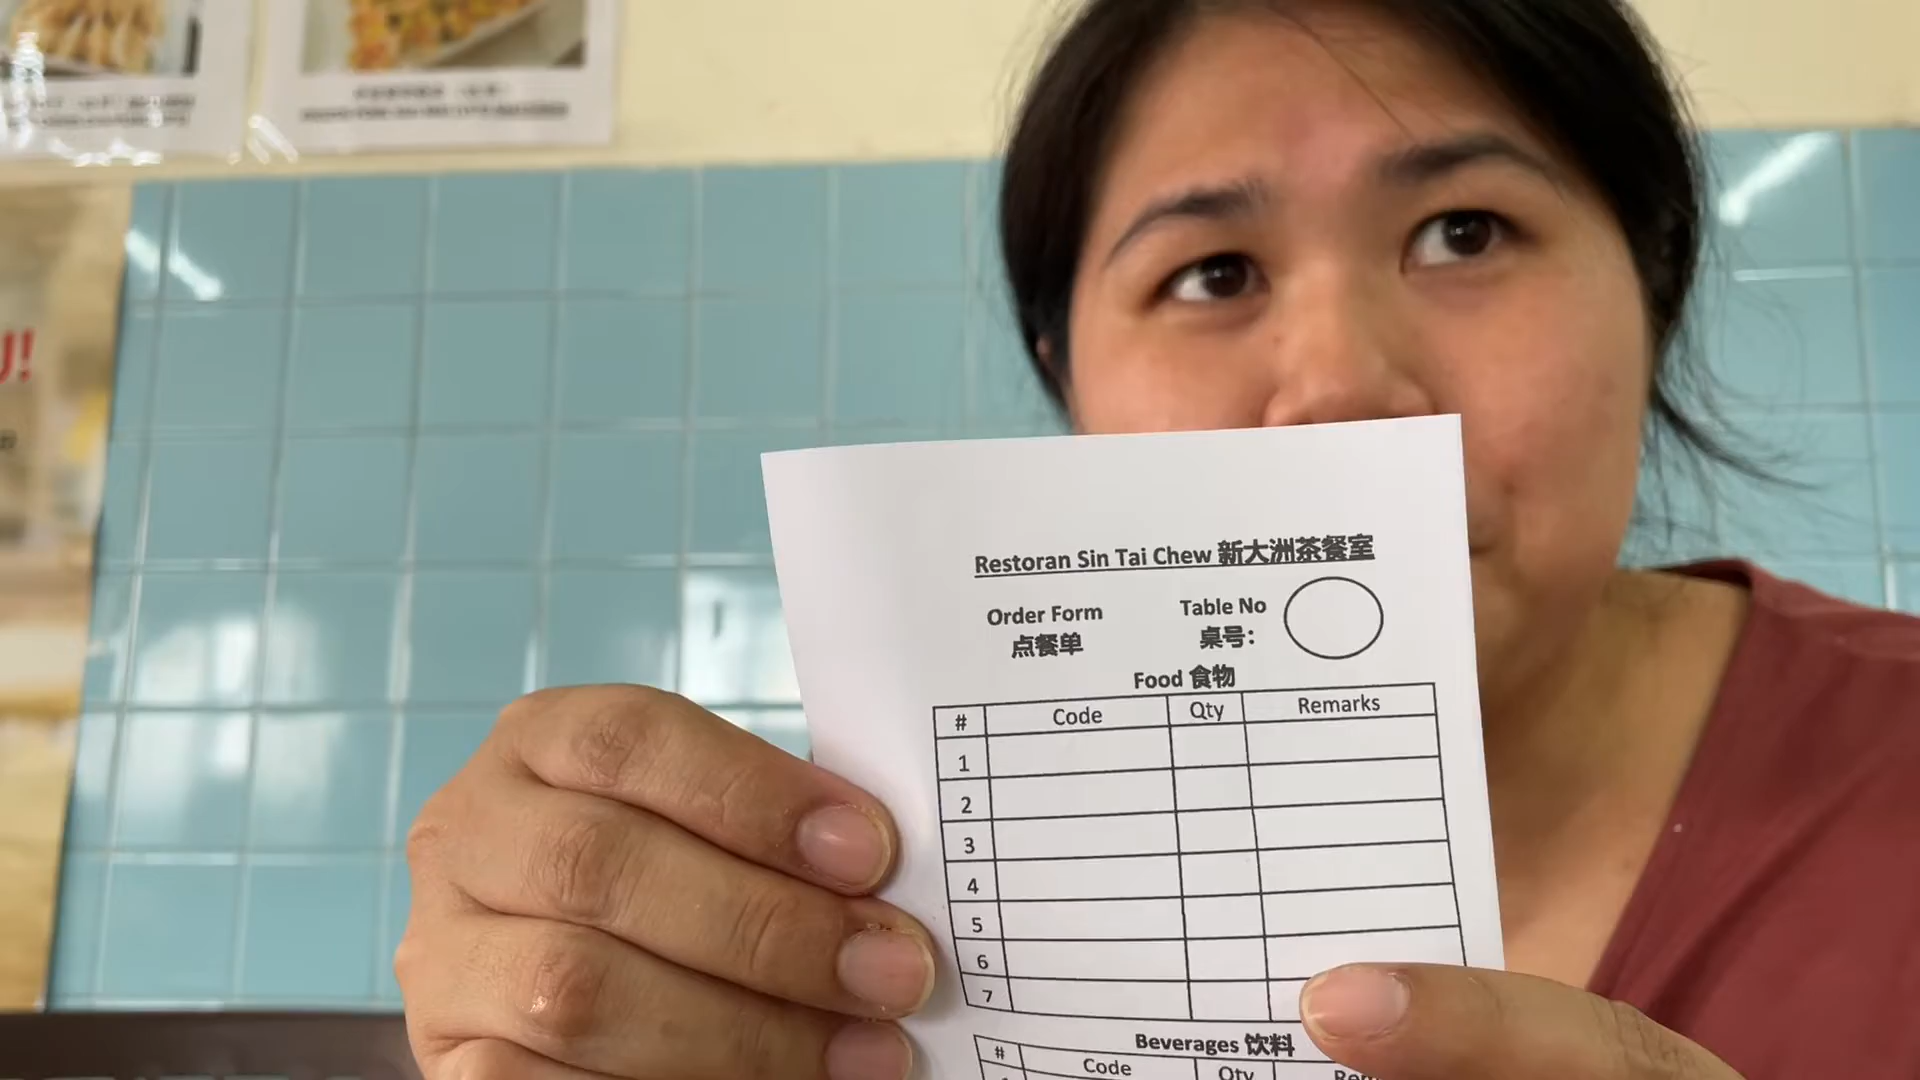 U!
Restoran Sin Tai Chew 新大洲茶餐室
Order Form
点餐单
Table No
桌号:
Food 食物
# Code Qty Remarks
1
2
3
4
5
6
7
Beverages 饮料
# Code Qty